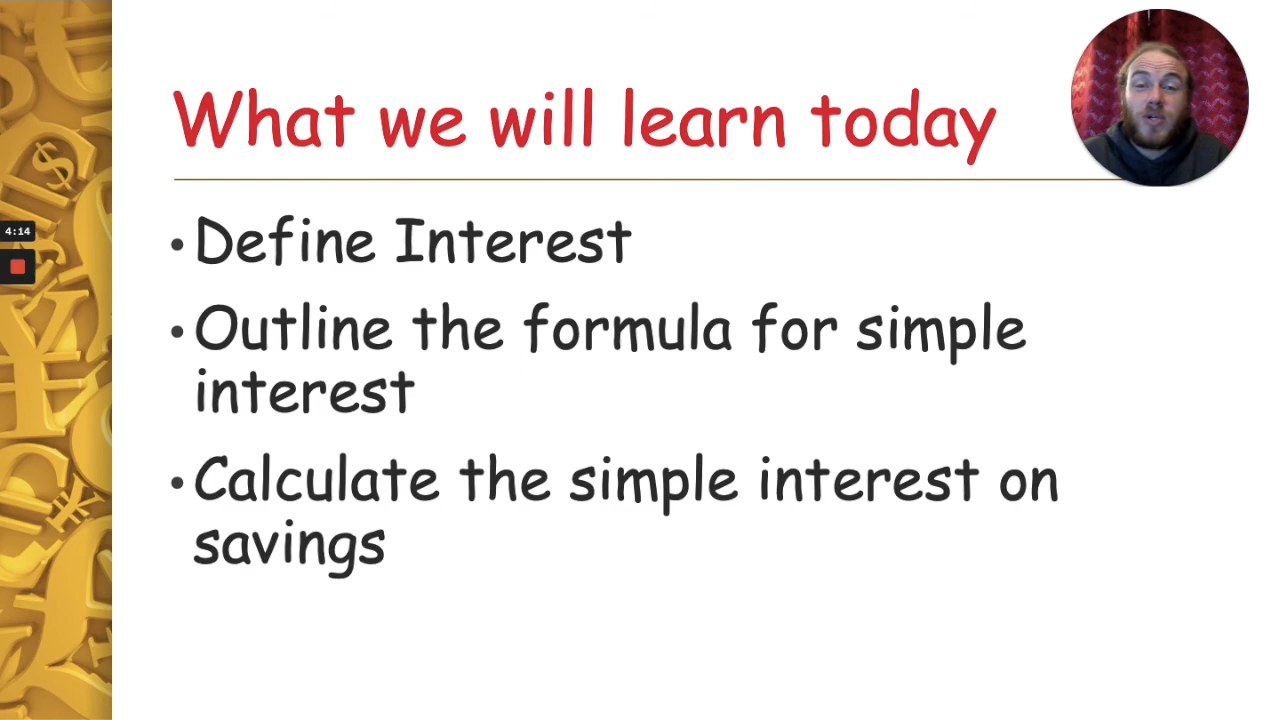 What we will learn today
4:14
• Define Interest
• Outline the formula for simple
interest
• Calculate the simple interest on
savings